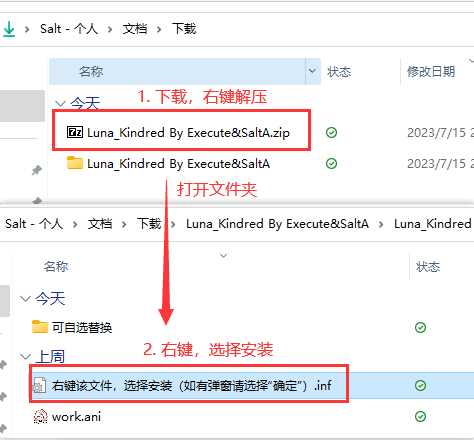 Salt - 个人 > 文档 > 下载
名称 状态 修改日期
今天
1. 下载，右键解压
Luna_Kindred By Execute&SaltA.zip 2023/7/15 2
Luna_Kindred By Execute&SaltA 2023/7/15 2
打开文件夹
Salt - 个人 > 文档 > 下载 > Luna_Kindred By Execute&SaltA > Luna_Kindred
名称 状态
今天
可自选替换
上周
2. 右键，选择安装
右键该文件，选择安装（如有弹窗请选择“确定”）.inf
work.ani